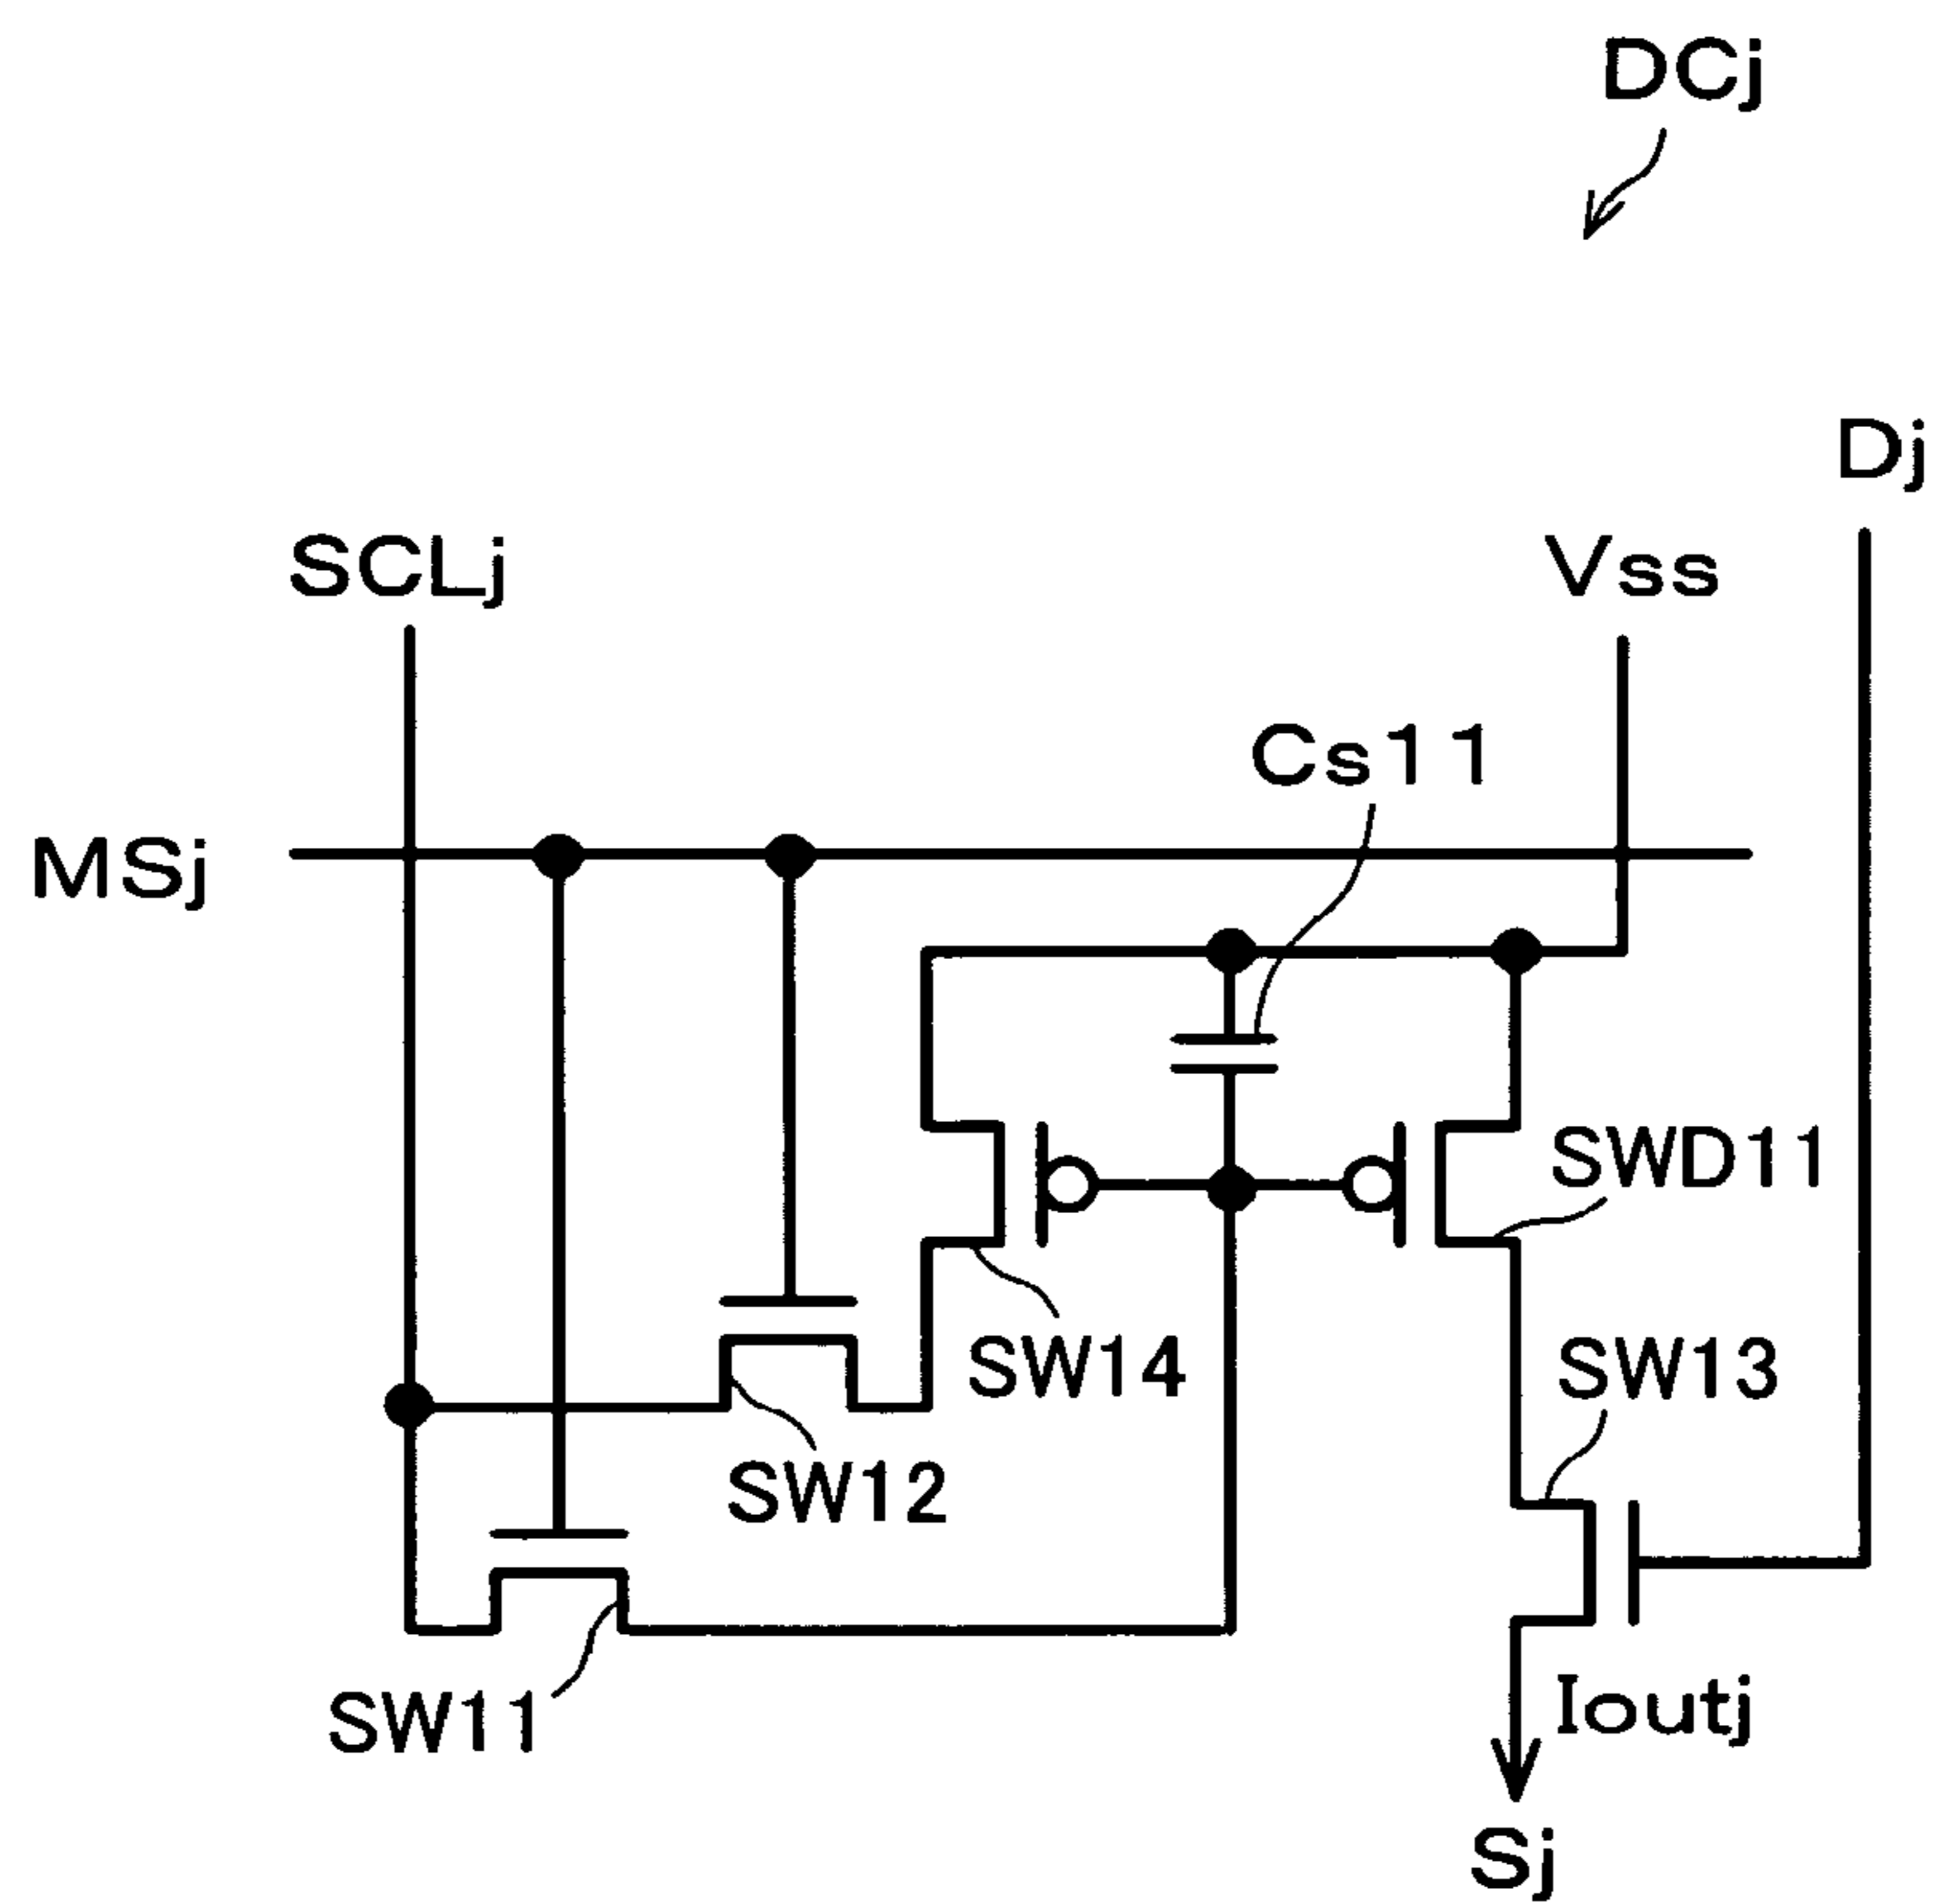 DCj
Dj
SCLj
Vss
Cs11
MSj
SWD11
SW14
SW13
SW12
SW11
Ioutj
Sj